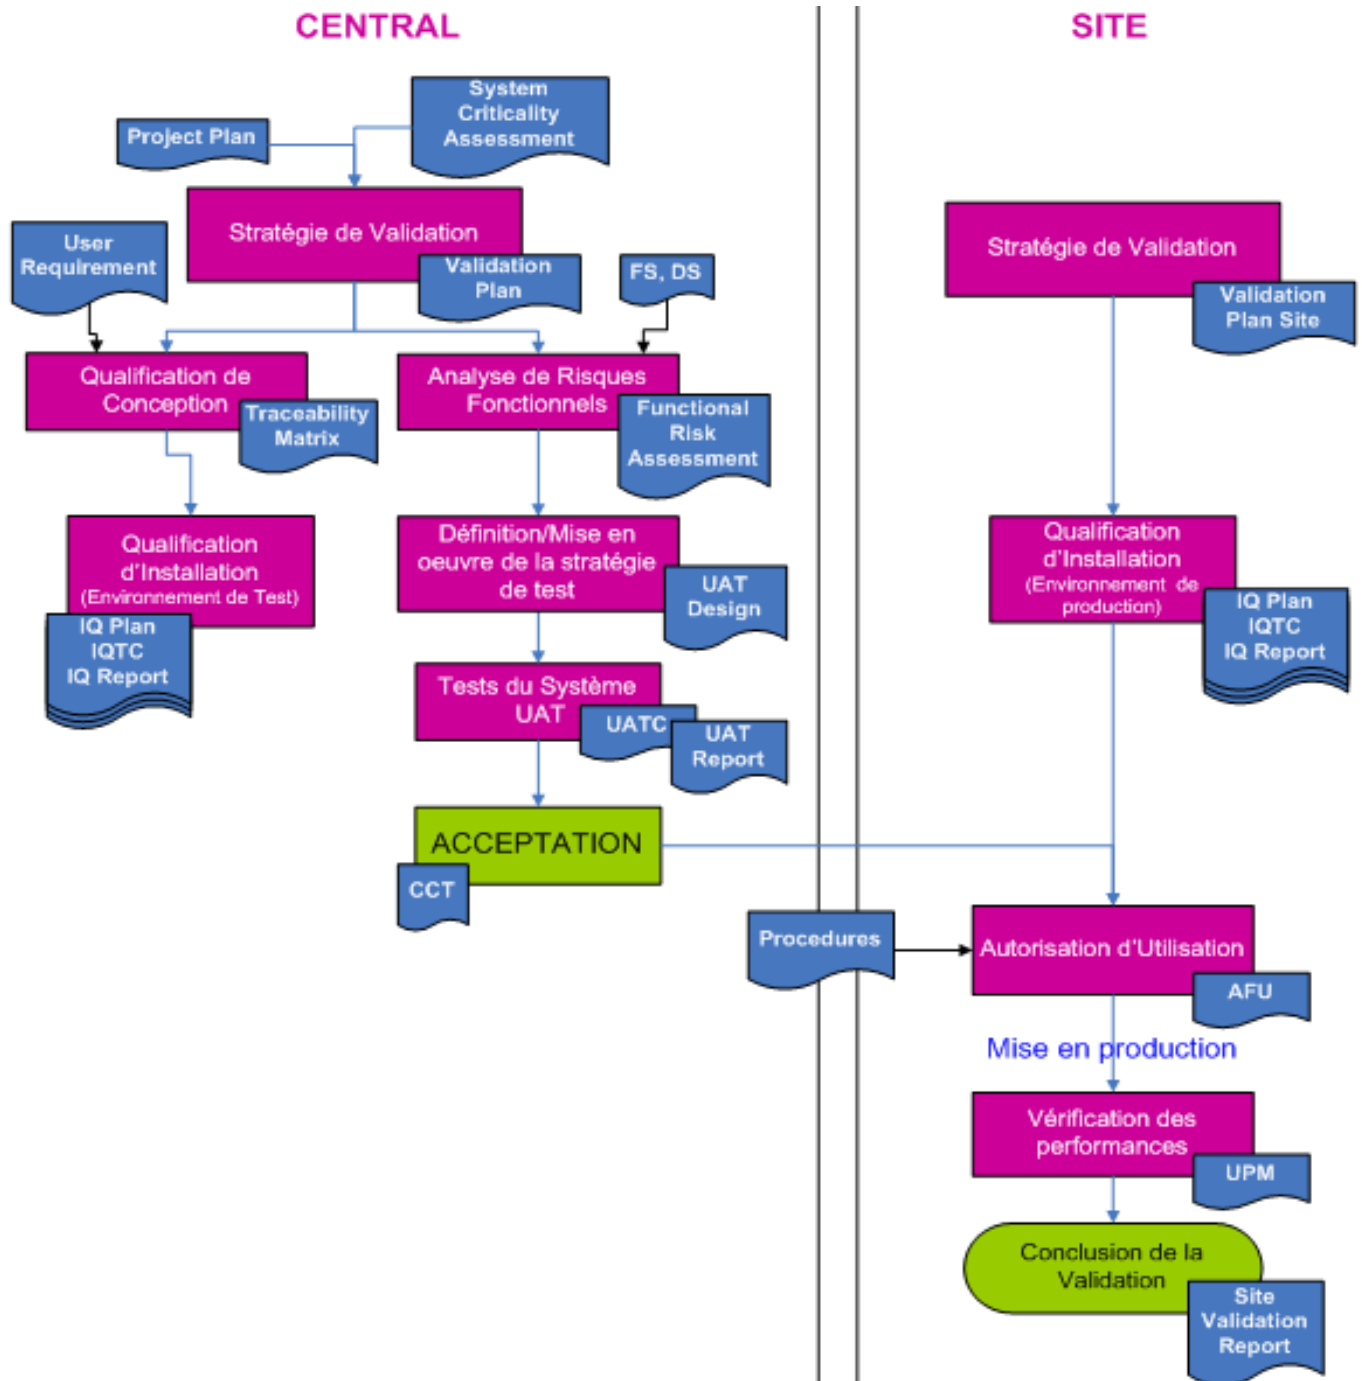 CENTRAL
SITE
System
Criticality
Assessment
Project Plan
Stratégie de Validation
Validation
Plan
User
Requirement
FS, DS
Stratégie de Validation
Validation
Plan Site
Qualification de
Conception
Traceability
Matrix
Analyse de Risques
Fonctionnels
Functional
Risk
Assessment
Qualification
d'Installation
(Environnement de Test)
IQ Plan
IQTC
IQ Report
Définition/Mise en
oeuvre de la stratégie
de test
UAT
Design
Qualification
d'Installation
(Environnement de
production)
IQ Plan
IQTC
IQ Report
Tests du Système
UAT
UATC
UAT
Report
ACCEPTATION
CCT
Procedures
Autorisation d'Utilisation
AFU
Mise en production
Vérification des
performances
UPM
Conclusion de la
Validation
Site
Validation
Report